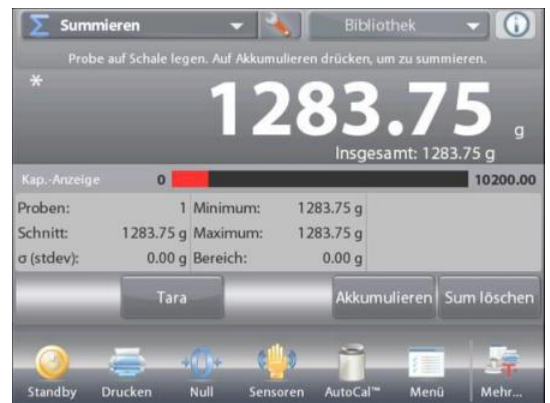 Σ Summieren Bibliothek i
Probe auf Schale legen. Auf Akkumulieren drücken, um zu summieren.
*
1283.75 g
Insgesamt: 1283.75 g
Kap.-Anzeige 0 10200.00
Proben: 1 Minimum: 1283.75 g
Schnitt: 1283.75 g Maximum: 1283.75 g
σ (stdev): 0.00 g Bereich: 0.00 g
Tara Akkumulieren Sum löschen
Standby Drucken Null Sensoren AutoCal™ Menü Mehr...